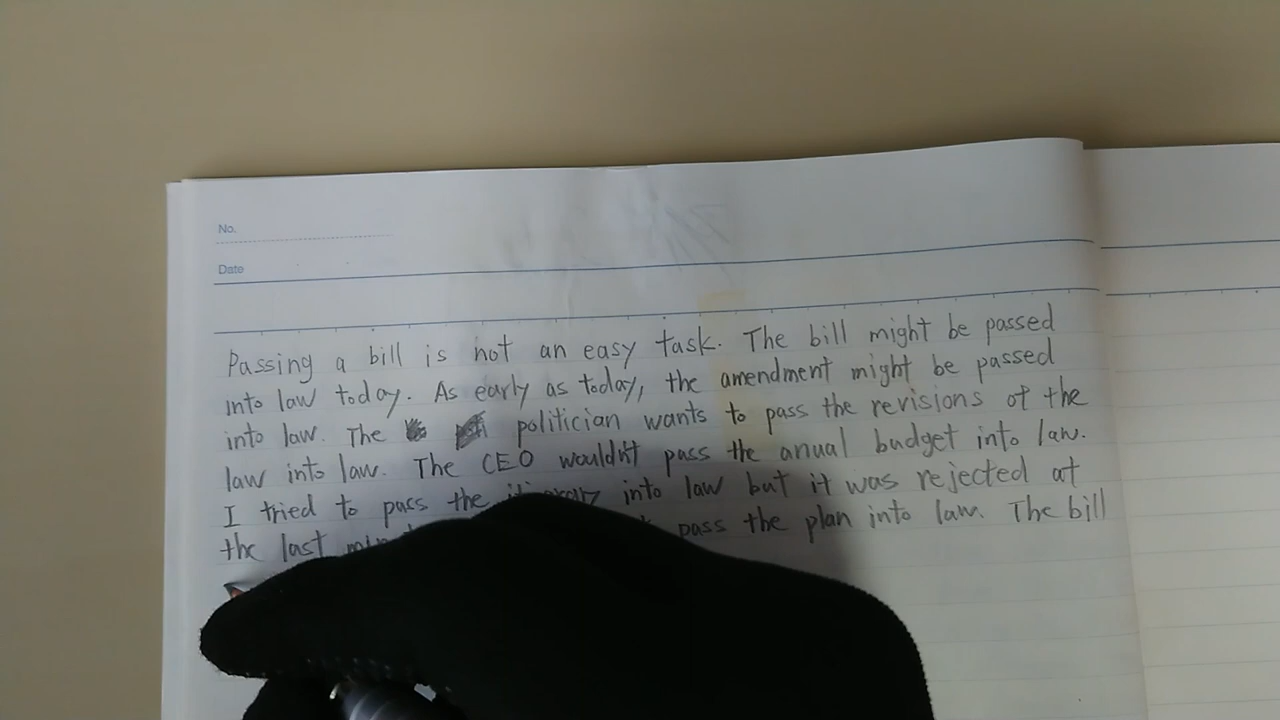 No.
Date
Passing a bill is not an easy task. The bill might be passed
into law today. As early as today, the amendment might be passed
into law. The politician wants to pass the revisions of the
law into law. The CEO wouldn't pass the anual budget into law.
I tried to pass the into law but it was rejected at
the last pass the plan into law. The bill